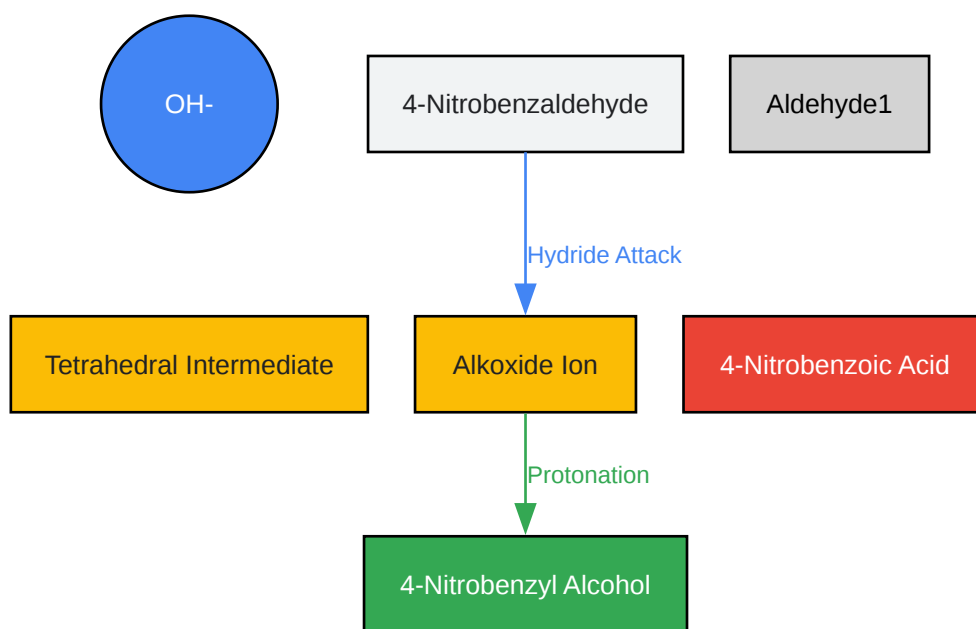 OH-
4-Nitrobenzaldehyde
Aldehyde1
Hydride Attack
Tetrahedral Intermediate
Alkoxide Ion
4-Nitrobenzoic Acid
Protonation
4-Nitrobenzyl Alcohol